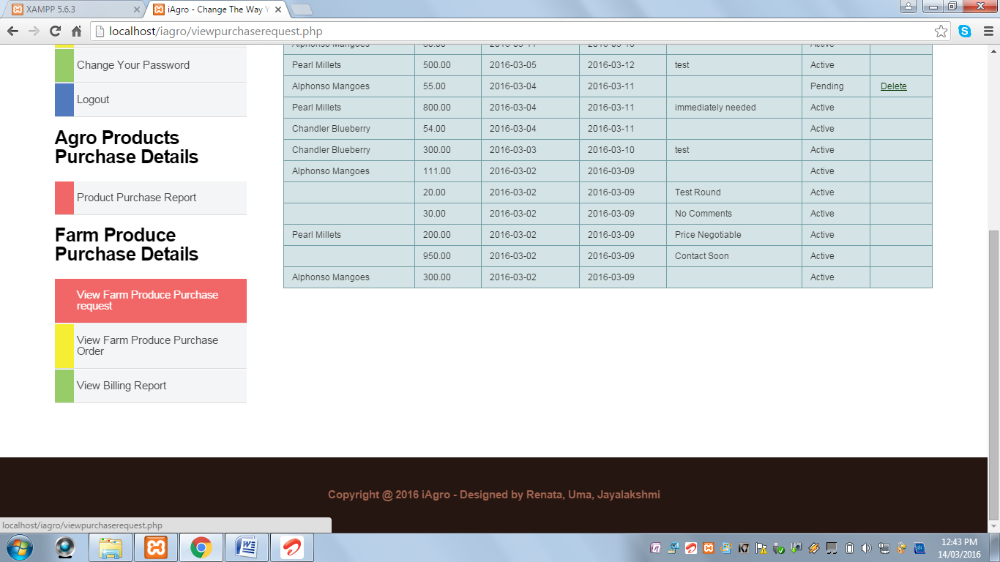 XAMPP 5.6.3
iAgro - Change The Way Y
localhost/iagro/viewpurchaserequest.php
Change Your Password
Logout
Agro Products
Purchase Details
Product Purchase Report
Farm Produce
Purchase Details
View Farm Produce Purchase
request
View Farm Produce Purchase
Order
View Billing Report
Alphonso Mangoes Active
Pearl Millets 500.00 2016-03-05 2016-03-12 test Active
Alphonso Mangoes 55.00 2016-03-04 2016-03-11 Pending Delete
Pearl Millets 800.00 2016-03-04 2016-03-11 immediately needed Active
Chandler Blueberry 54.00 2016-03-04 2016-03-11 Active
Chandler Blueberry 300.00 2016-03-03 2016-03-10 test Active
Alphonso Mangoes 111.00 2016-03-02 2016-03-09 Active
20.00 2016-03-02 2016-03-09 Test Round Active
30.00 2016-03-02 2016-03-09 No Comments Active
Pearl Millets 200.00 2016-03-02 2016-03-09 Price Negotiable Active
950.00 2016-03-02 2016-03-09 Contact Soon Active
Alphonso Mangoes 300.00 2016-03-02 2016-03-09 Active
Copyright @ 2016 iAgro - Designed by Renata, Uma, Jayalakshmi
localhost/iagro/viewpurchaserequest.php
K7
12:43 PM
14/03/2016